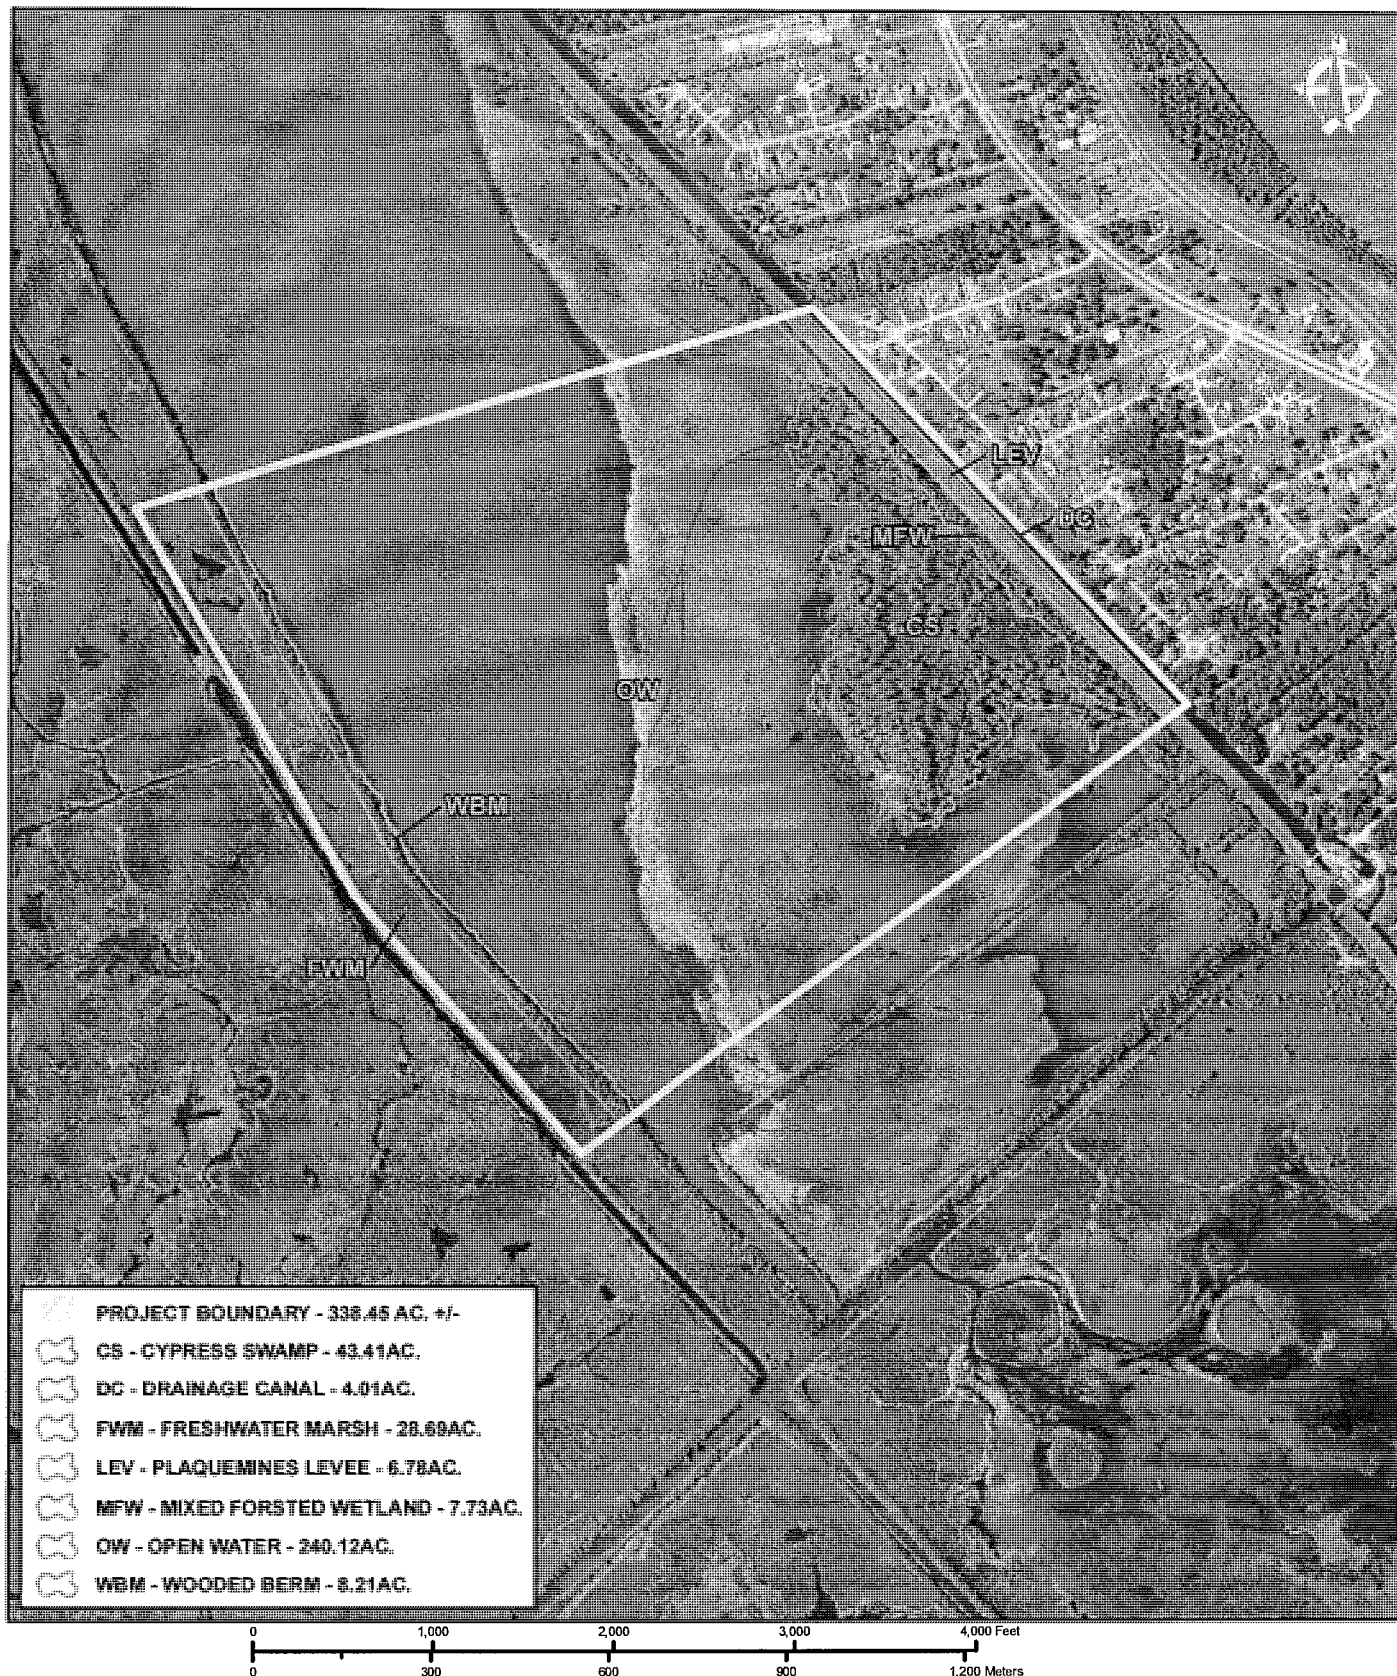 LEV
DC
MFW
CS
OW
WBM
FWM
PROJECT BOUNDARY - 338.45 AC. +/-
CS - CYPRESS SWAMP - 43.41AC.
DC - DRAINAGE CANAL - 4.01AC.
FWM - FRESHWATER MARSH - 28.69AC.
LEV - PLAQUEMINES LEVEE - 6.78AC.
MFW - MIXED FORSTED WETLAND - 7.73AC.
OW - OPEN WATER - 240.12AC.
WBM - WOODED BERM - 8.21AC.
0 1,000 2,000 3,000 4,000 Feet
0 300 600 900 1,200 Meters